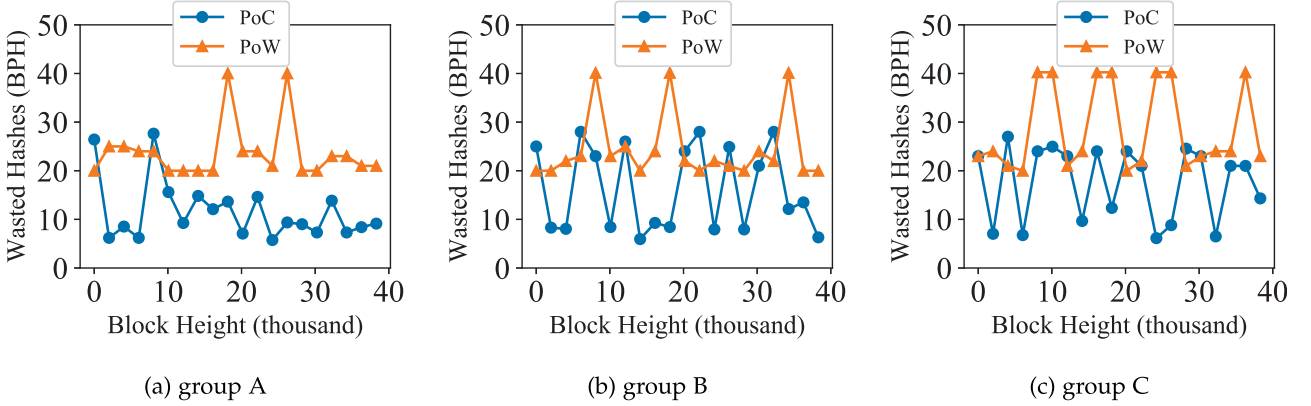 PoC
PoW
Wasted Hashes (BPH)
50
40
30
20
10
0
0 10 20 30 40
Block Height (thousand)
(a) group A
PoC
PoW
Wasted Hashes (BPH)
50
40
30
20
10
0
0 10 20 30 40
Block Height (thousand)
(b) group B
PoC
PoW
Wasted Hashes (BPH)
50
40
30
20
10
0
0 10 20 30 40
Block Height (thousand)
(c) group C